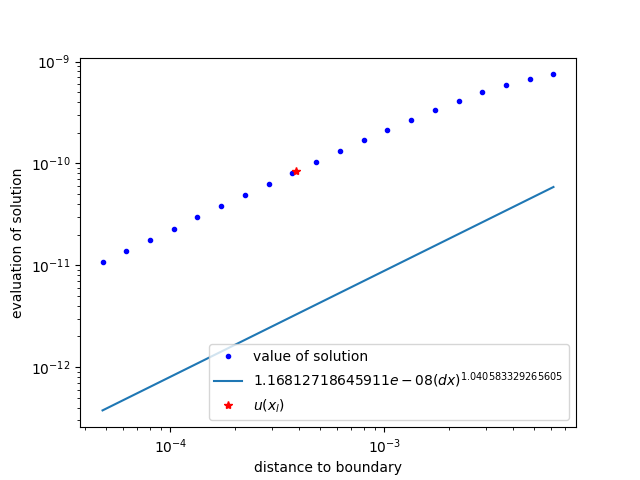 10⁻⁹
10⁻¹⁰
10⁻¹¹
10⁻¹²
evaluation of solution
value of solution
1.16812718645911e − 08(dx)^1.040583329265605
u(x_l)
10⁻⁴
10⁻³
distance to boundary